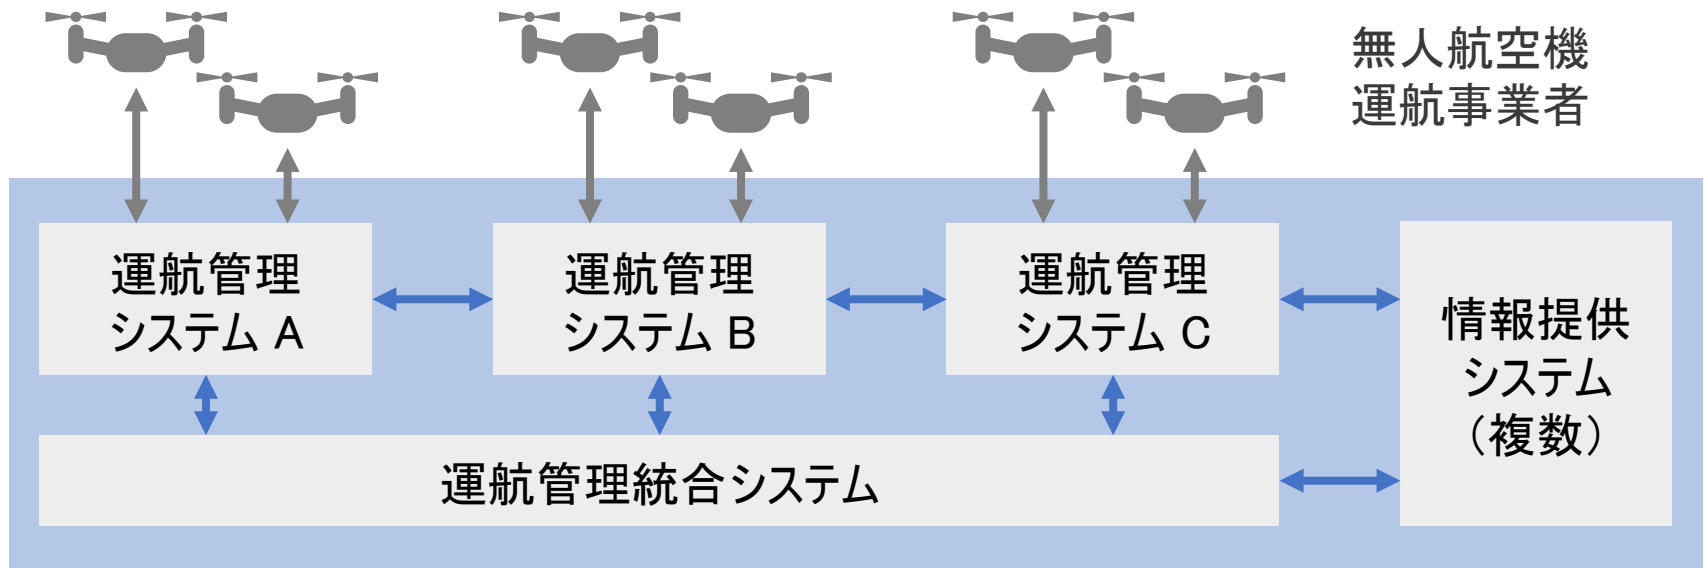 無人航空機
運航事業者
運航管理
システム A
運航管理
システム B
運航管理
システム C
情報提供
システム
（複数）
運航管理統合システム